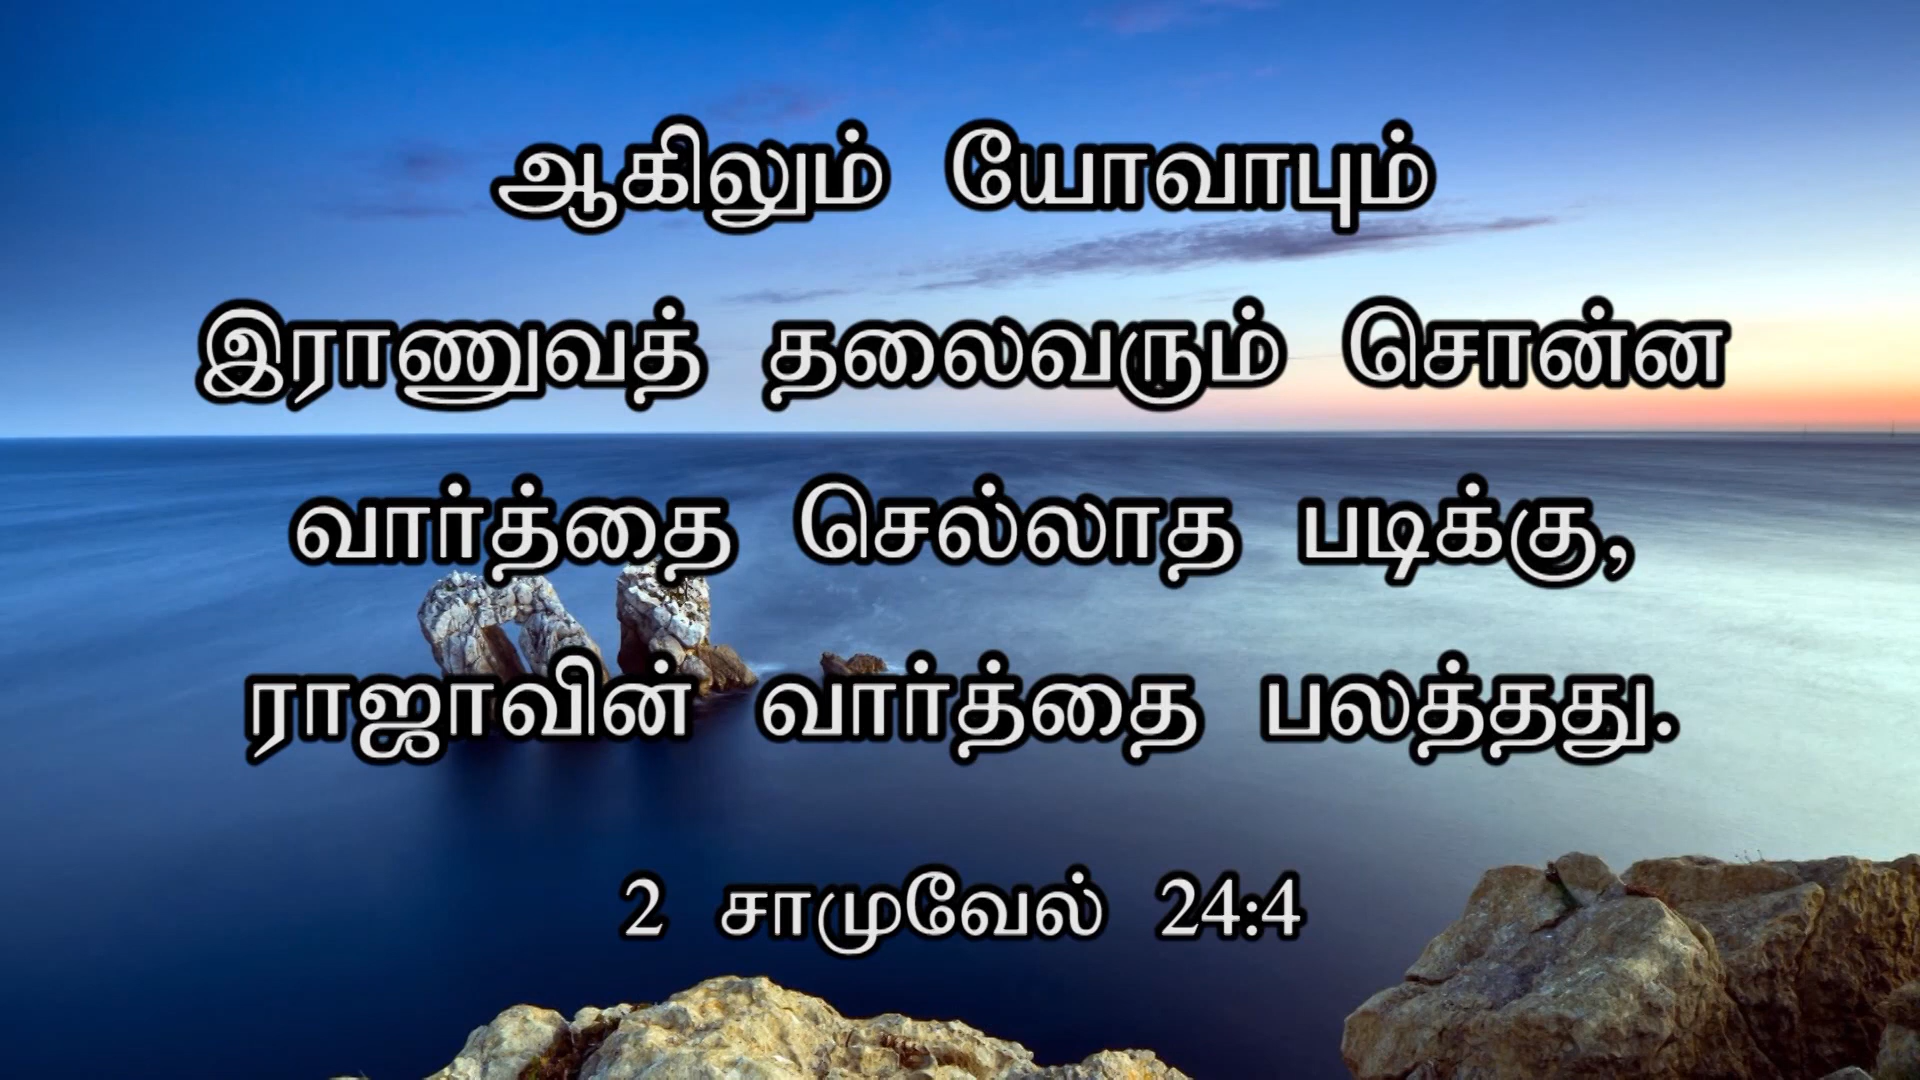 ஆகிலும் யோவாபும்
இராணுவத் தலைவரும் சொன்ன
வார்த்தை செல்லாத படிக்கு,
ராஜாவின் வார்த்தை பலத்தது.
2 சாமுவேல் 24:4